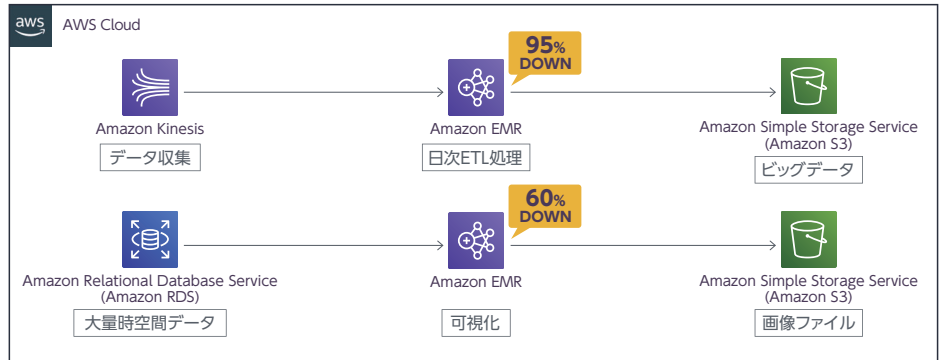 aws
AWS Cloud
95%
DOWN
Amazon Kinesis
データ収集
Amazon EMR
日次ETL処理
Amazon Simple Storage Service
(Amazon S3)
ビッグデータ
60%
DOWN
Amazon Relational Database Service
(Amazon RDS)
大量時空間データ
Amazon EMR
可視化
Amazon Simple Storage Service
(Amazon S3)
画像ファイル